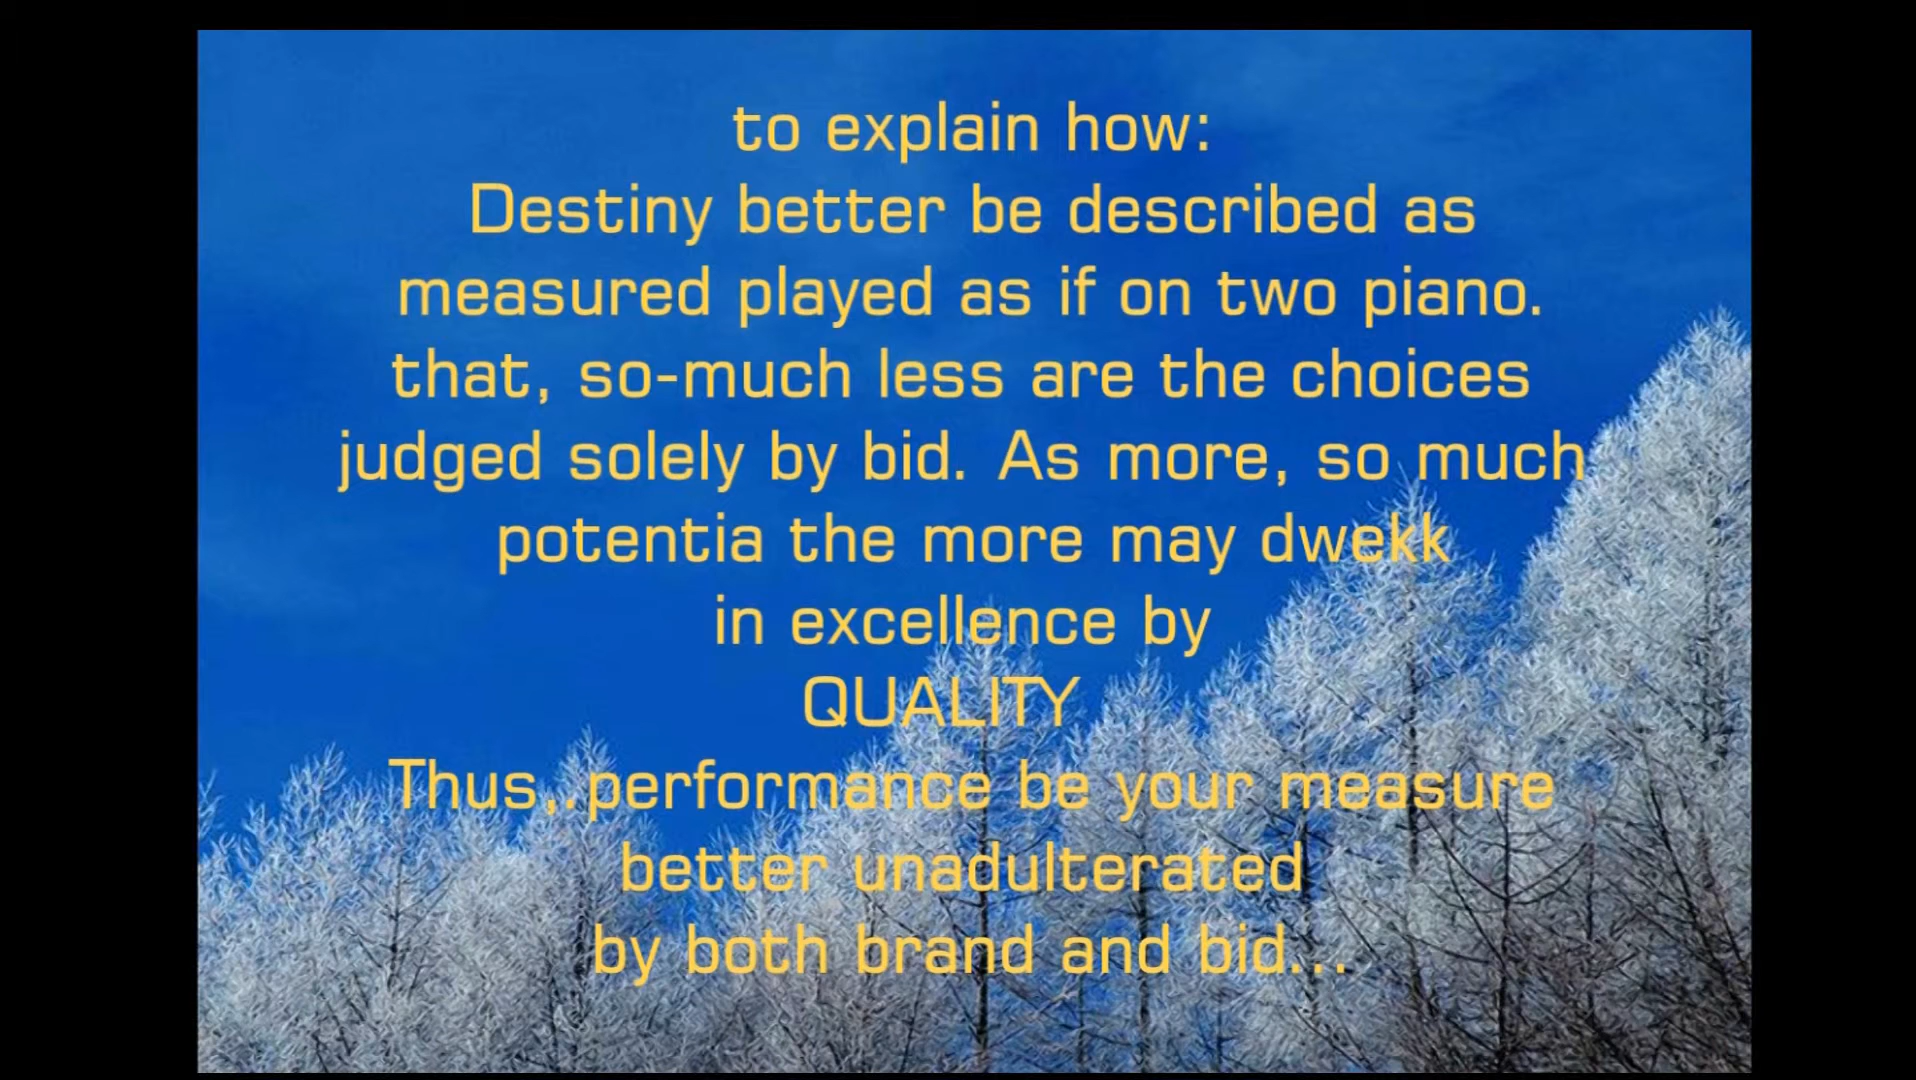 to explain how:
Destiny better be described as
measured played as if on two piano.
that, so-much less are the choices
judged solely by bid. As more, so much
potentia the more may dwekk
in excellence by
QUALITY
Thus,.performance be your measure
better unadulterated
by both brand and bid...